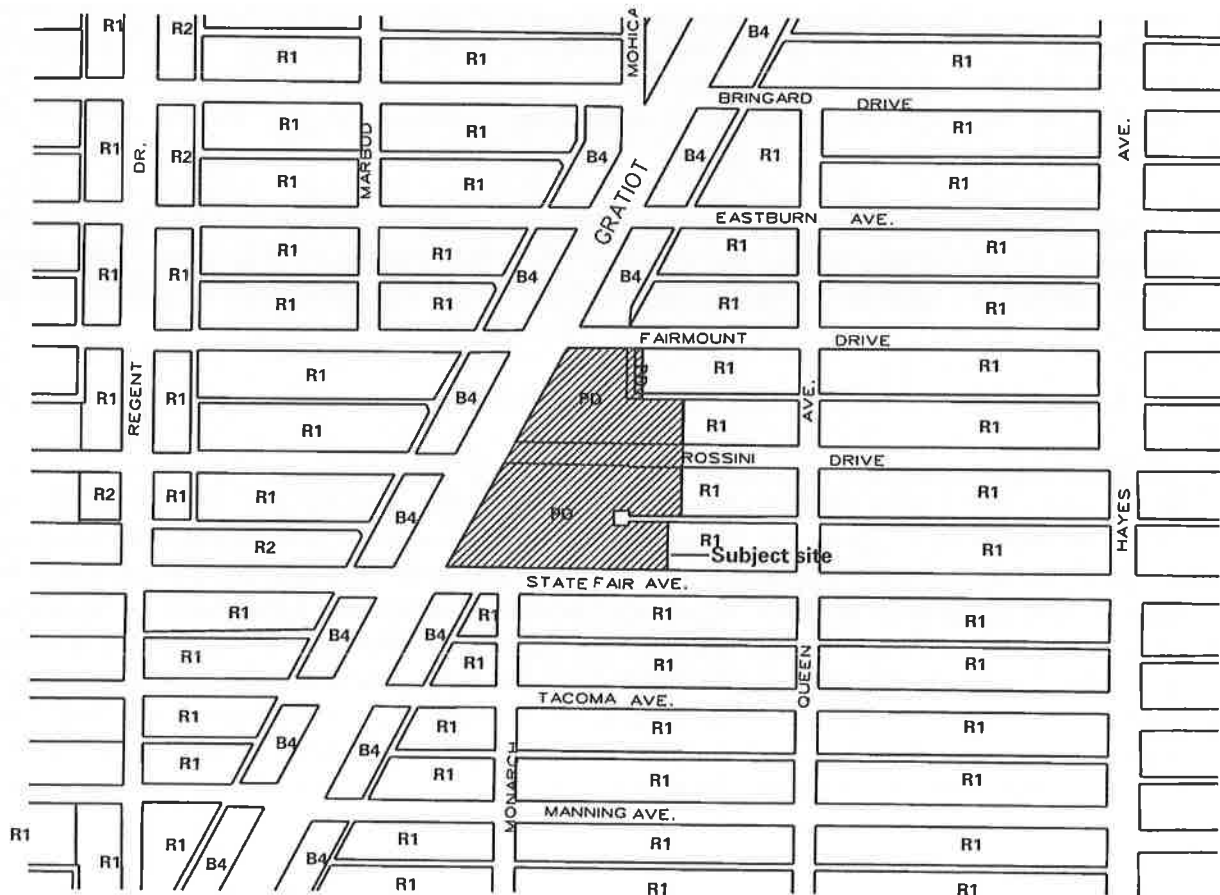 R1
R2
B4
R1
MOHICA
R1
R1
R1
BRINGARD DRIVE
R1
R2
R1
R1
R1
DR.
MARBUD
R1
R1
B4
B4
R1
R1
R1
AVE.
GRATIOT
EASTBURN AVE.
R1
R1
R1
R1
R1
R1
B4
B4
R1
R1
R1
R1
FAIRMOUNT DRIVE
R1
R1
REGENT
R1
R1
B4
PD
R1
R1
AVE.
R1
R1
ROSSINI DRIVE
R2
R1
R1
R2
B4
PD
R1
R1
R1
R1
HAYES
Subject site
STATE FAIR AVE.
R1
R1
B4
B4
R1
R1
R1
R1
R1
R1
QUEEN
TACOMA AVE.
R1
R1
B4
B4
R1
R1
R1
R1
R1
R1
MONARCH
MANNING AVE.
R1
R1
R1
B4
B4
R1
R1
R1
R1
R1
R1